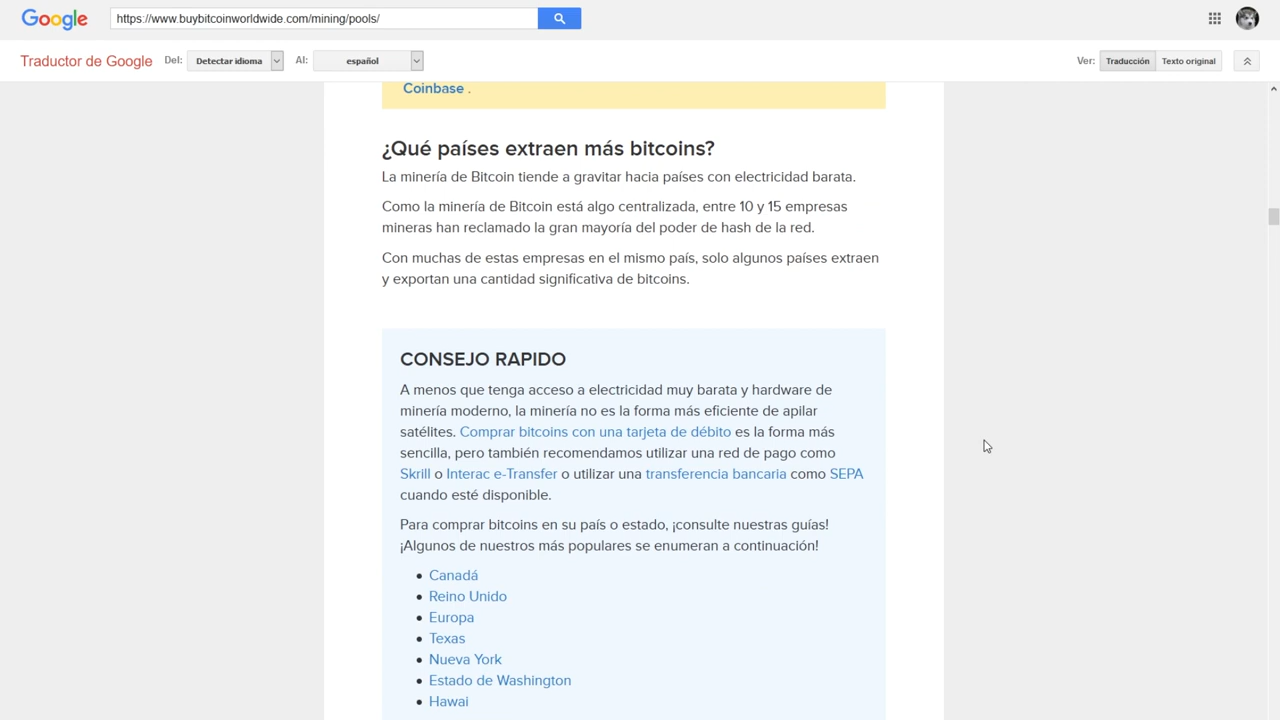 Google
https://www.buybitcoinworldwide.com/mining/pools/
Traductor de Google
Del:
Detectar idioma
Al:
español
Ver:
Traducción
Texto original
Coinbase .
¿Qué países extraen más bitcoins?
La minería de Bitcoin tiende a gravitar hacia países con electricidad barata.
Como la minería de Bitcoin está algo centralizada, entre 10 y 15 empresas
mineras han reclamado la gran mayoría del poder de hash de la red.
Con muchas de estas empresas en el mismo país, solo algunos países extraen
y exportan una cantidad significativa de bitcoins.
CONSEJO RAPIDO
A menos que tenga acceso a electricidad muy barata y hardware de
minería moderno, la minería no es la forma más eficiente de apilar
satélites. Comprar bitcoins con una tarjeta de débito es la forma más
sencilla, pero también recomendamos utilizar una red de pago como
Skrill o Interac e-Transfer o utilizar una transferencia bancaria como SEPA
cuando esté disponible.
Para comprar bitcoins en su país o estado, ¡consulte nuestras guías!
¡Algunos de nuestros más populares se enumeran a continuación!
• Canadá
• Reino Unido
• Europa
• Texas
• Nueva York
• Estado de Washington
• Hawai